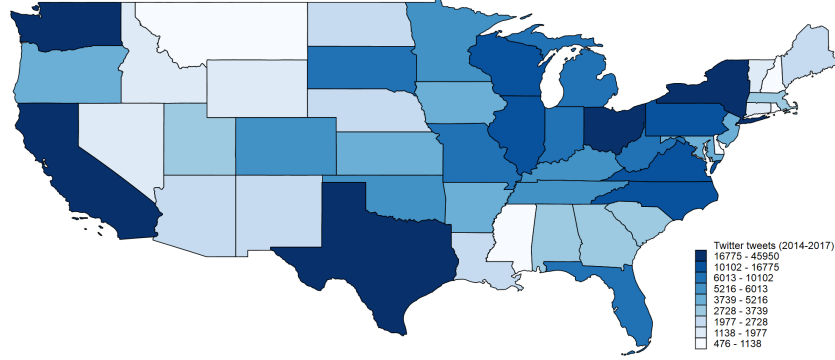 Twitter tweets (2014-2017)
16775 - 45950
10102 - 16775
6013 - 10102
5216 - 6013
3739 - 5216
2728 - 3739
1977 - 2728
1138 - 1977
476 - 1138